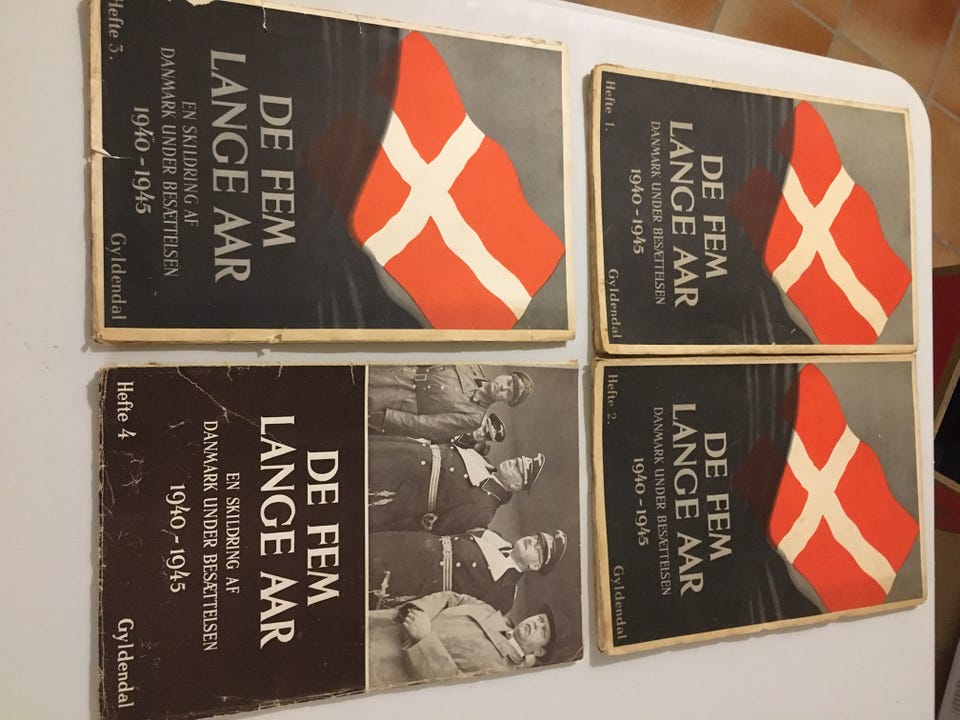 DE FEM
LANGE AAR
EN SKILDRING AF
DANMARK UNDER BESÆTTELSEN
1940-1945
Hefte 3.
Gyldendal
DE FEM
LANGE AAR
DANMARK UNDER BESÆTTELSEN
1940-1945
Hefte 1.
Gyldendal
DE FEM
LANGE AAR
EN SKILDRING AF
DANMARK UNDER BESÆTTELSEN
1940-1945
Hefte 4
Gyldendal
DE FEM
LANGE AAR
DANMARK UNDER BESÆTTELSEN
1940-1945
Hefte 2.
Gyldendal